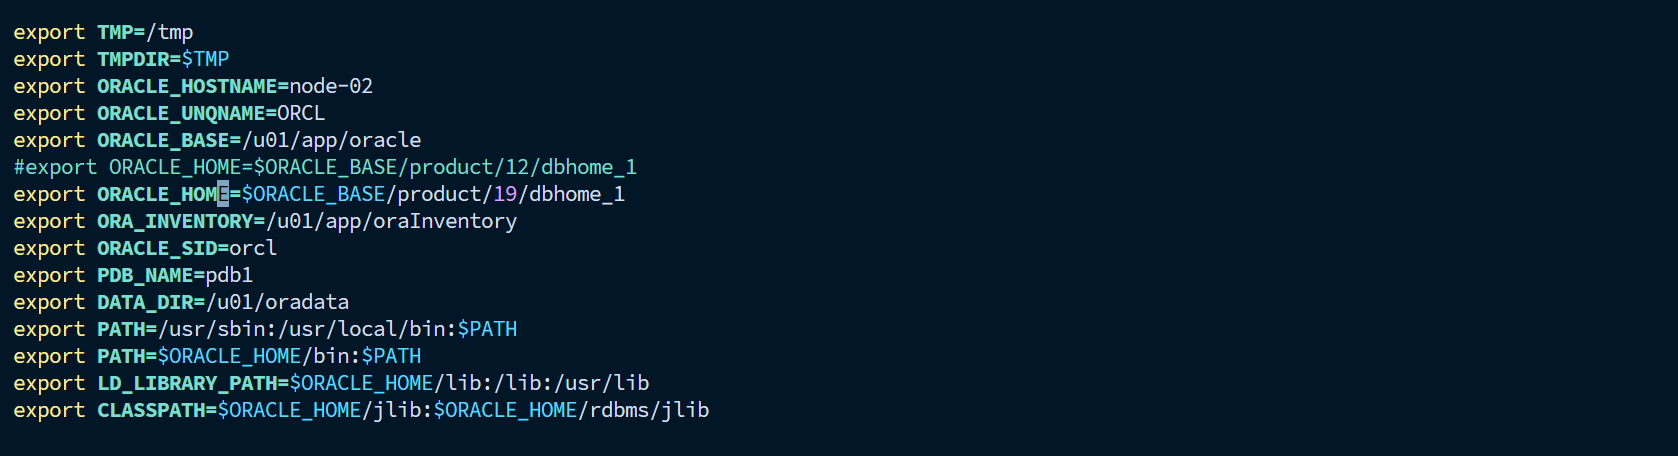 export TMP=/tmp
export TMPDIR=$TMP
export ORACLE_HOSTNAME=node-02
export ORACLE_UNQNAME=ORCL
export ORACLE_BASE=/u01/app/oracle
#export ORACLE_HOME=$ORACLE_BASE/product/12/dbhome_1
export ORACLE_HOME=$ORACLE_BASE/product/19/dbhome_1
export ORA_INVENTORY=/u01/app/oraInventory
export ORACLE_SID=orcl
export PDB_NAME=pdb1
export DATA_DIR=/u01/oradata
export PATH=/usr/sbin:/usr/local/bin:$PATH
export PATH=$ORACLE_HOME/bin:$PATH
export LD_LIBRARY_PATH=$ORACLE_HOME/lib:/lib:/usr/lib
export CLASSPATH=$ORACLE_HOME/jlib:$ORACLE_HOME/rdbms/jlib